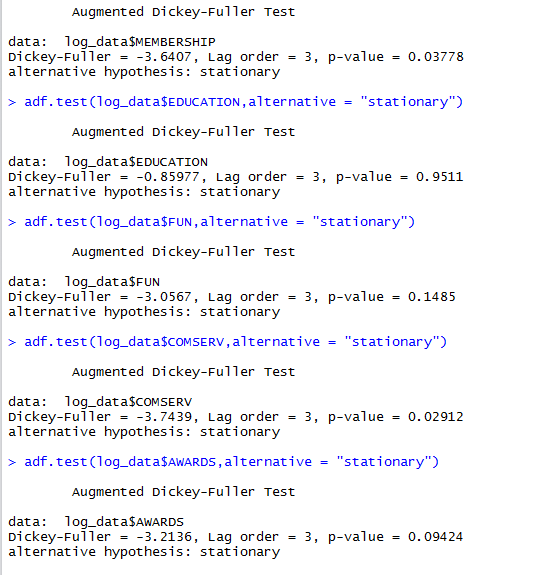 Augmented Dickey-Fuller Test
data:  log_data$MEMBERSHIP
Dickey-Fuller = -3.6407, Lag order = 3, p-value = 0.03778
alternative hypothesis: stationary
> adf.test(log_data$EDUCATION,alternative = "stationary")
Augmented Dickey-Fuller Test
data:  log_data$EDUCATION
Dickey-Fuller = -0.85977, Lag order = 3, p-value = 0.9511
alternative hypothesis: stationary
> adf.test(log_data$FUN,alternative = "stationary")
Augmented Dickey-Fuller Test
data:  log_data$FUN
Dickey-Fuller = -3.0567, Lag order = 3, p-value = 0.1485
alternative hypothesis: stationary
> adf.test(log_data$COMSERV,alternative = "stationary")
Augmented Dickey-Fuller Test
data:  log_data$COMSERV
Dickey-Fuller = -3.7439, Lag order = 3, p-value = 0.02912
alternative hypothesis: stationary
> adf.test(log_data$AWARDS,alternative = "stationary")
Augmented Dickey-Fuller Test
data:  log_data$AWARDS
Dickey-Fuller = -3.2136, Lag order = 3, p-value = 0.09424
alternative hypothesis: stationary